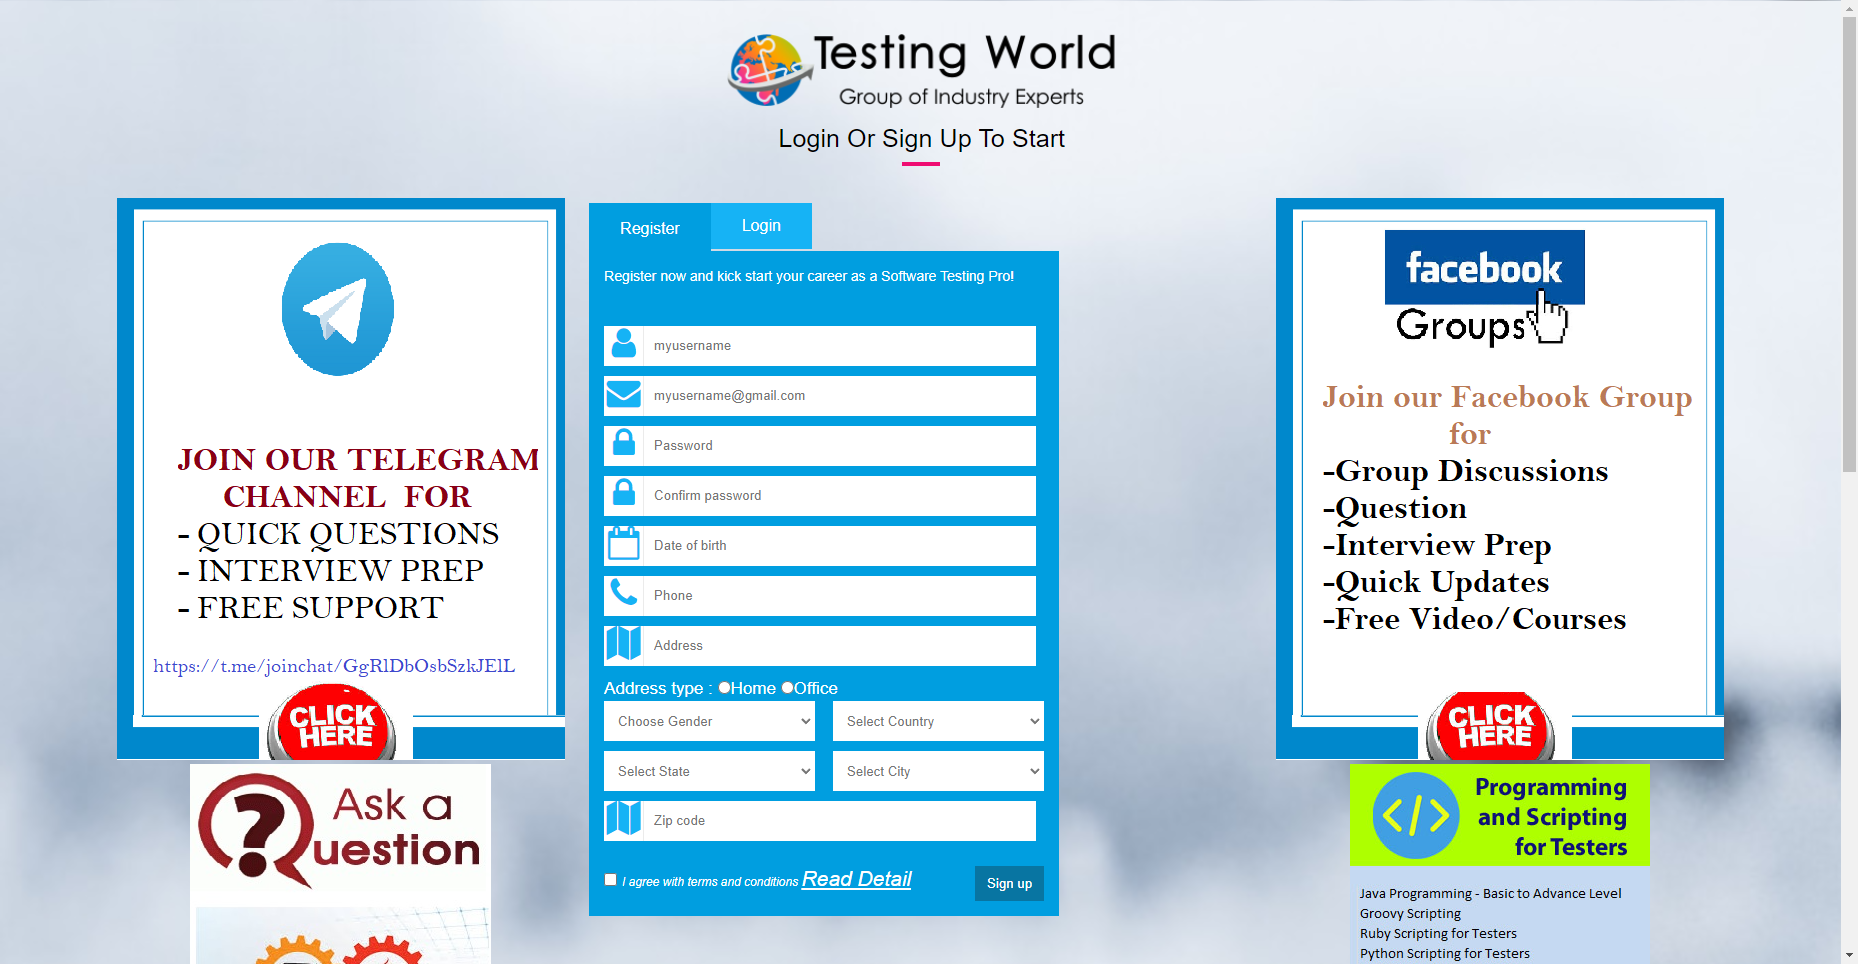 Testing World
Group of Industry Experts
Login Or Sign Up To Start
JOIN OUR TELEGRAM
CHANNEL FOR
- QUICK QUESTIONS
- INTERVIEW PREP
- FREE SUPPORT
https://t.me/joinchat/GgRlDbOsbSzkJElL
CLICK
HERE
Ask a
Question
Register
Login
Register now and kick start your career as a Software Testing Pro!
myusername
myusername@gmail.com
Password
Confirm password
Date of birth
Phone
Address
Address type : Home Office
Choose Gender
Select Country
Select State
Select City
Zip code
I agree with terms and conditions Read Detail
Sign up
facebook
Groups
Join our Facebook Group
for
-Group Discussions
-Question
-Interview Prep
-Quick Updates
-Free Video/Courses
CLICK
HERE
</>
Programming
and Scripting
for Testers
Java Programming - Basic to Advance Level
Groovy Scripting
Ruby Scripting for Testers
Python Scripting for Testers